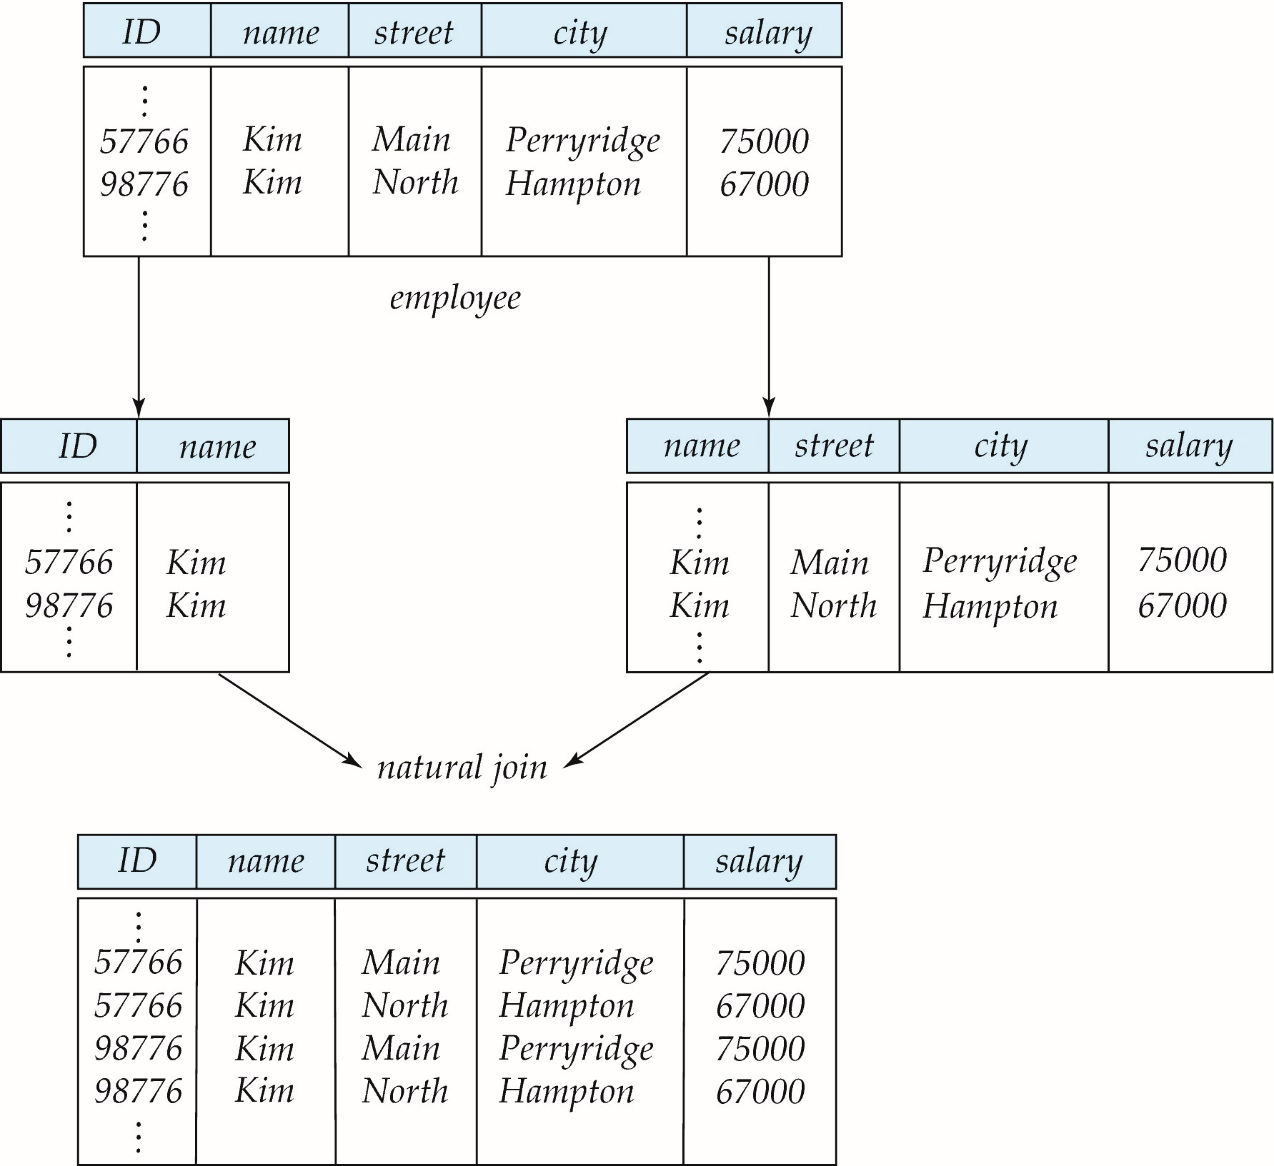 ID name street city salary
⋮
57766 Kim Main Perryridge 75000
98776 Kim North Hampton 67000
⋮
employee
ID name
⋮
57766 Kim
98776 Kim
⋮
name street city salary
⋮
Kim Main Perryridge 75000
Kim North Hampton 67000
⋮
natural join
ID name street city salary
⋮
57766 Kim Main Perryridge 75000
57766 Kim North Hampton 67000
98776 Kim Main Perryridge 75000
98776 Kim North Hampton 67000
⋮